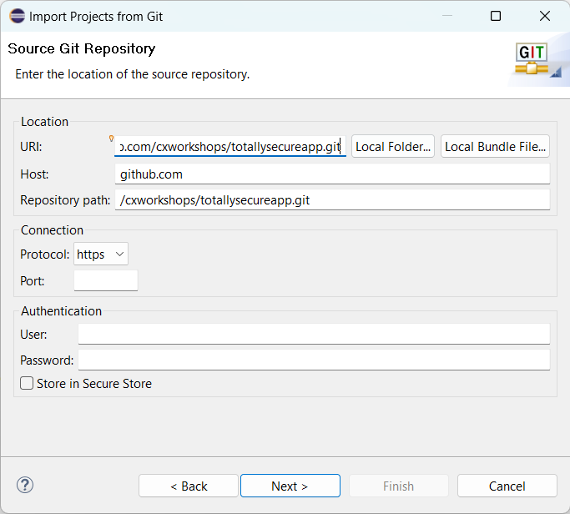 Import Projects from Git
Source Git Repository
Enter the location of the source repository.
GIT
Location
URI: .com/cxworkshops/totallysecureapp.git Local Folder... Local Bundle File...
Host: github.com
Repository path: /cxworkshops/totallysecureapp.git
Connection
Protocol: https
Port:
Authentication
User:
Password:
Store in Secure Store
? < Back Next > Finish Cancel